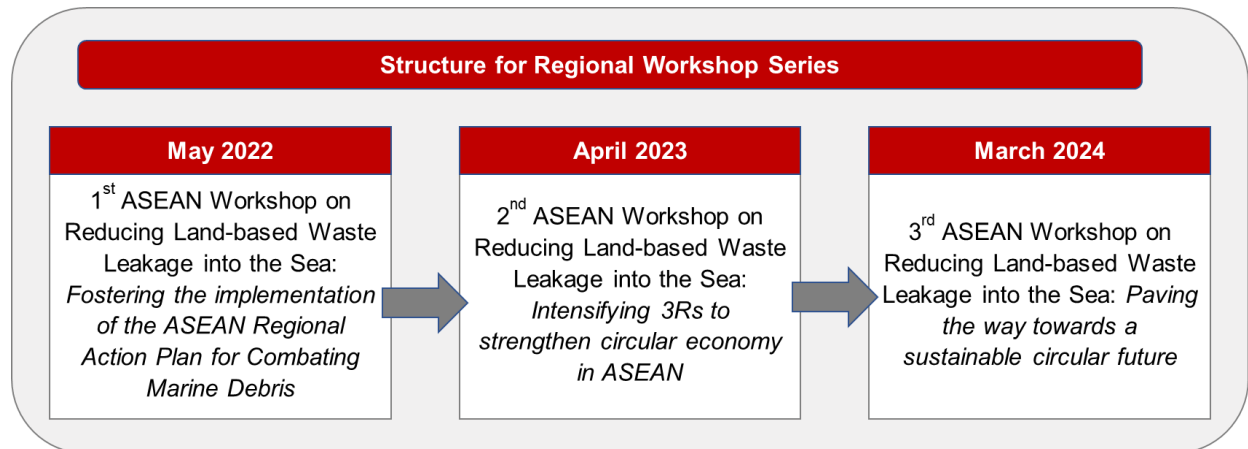 Structure for Regional Workshop Series
May 2022
1st ASEAN Workshop on
Reducing Land-based Waste
Leakage into the Sea:
Fostering the implementation
of the ASEAN Regional
Action Plan for Combating
Marine Debris
April 2023
2nd ASEAN Workshop on
Reducing Land-based Waste
Leakage into the Sea:
Intensifying 3Rs to
strengthen circular economy
in ASEAN
March 2024
3rd ASEAN Workshop on
Reducing Land-based Waste
Leakage into the Sea: Paving
the way towards a
sustainable circular future